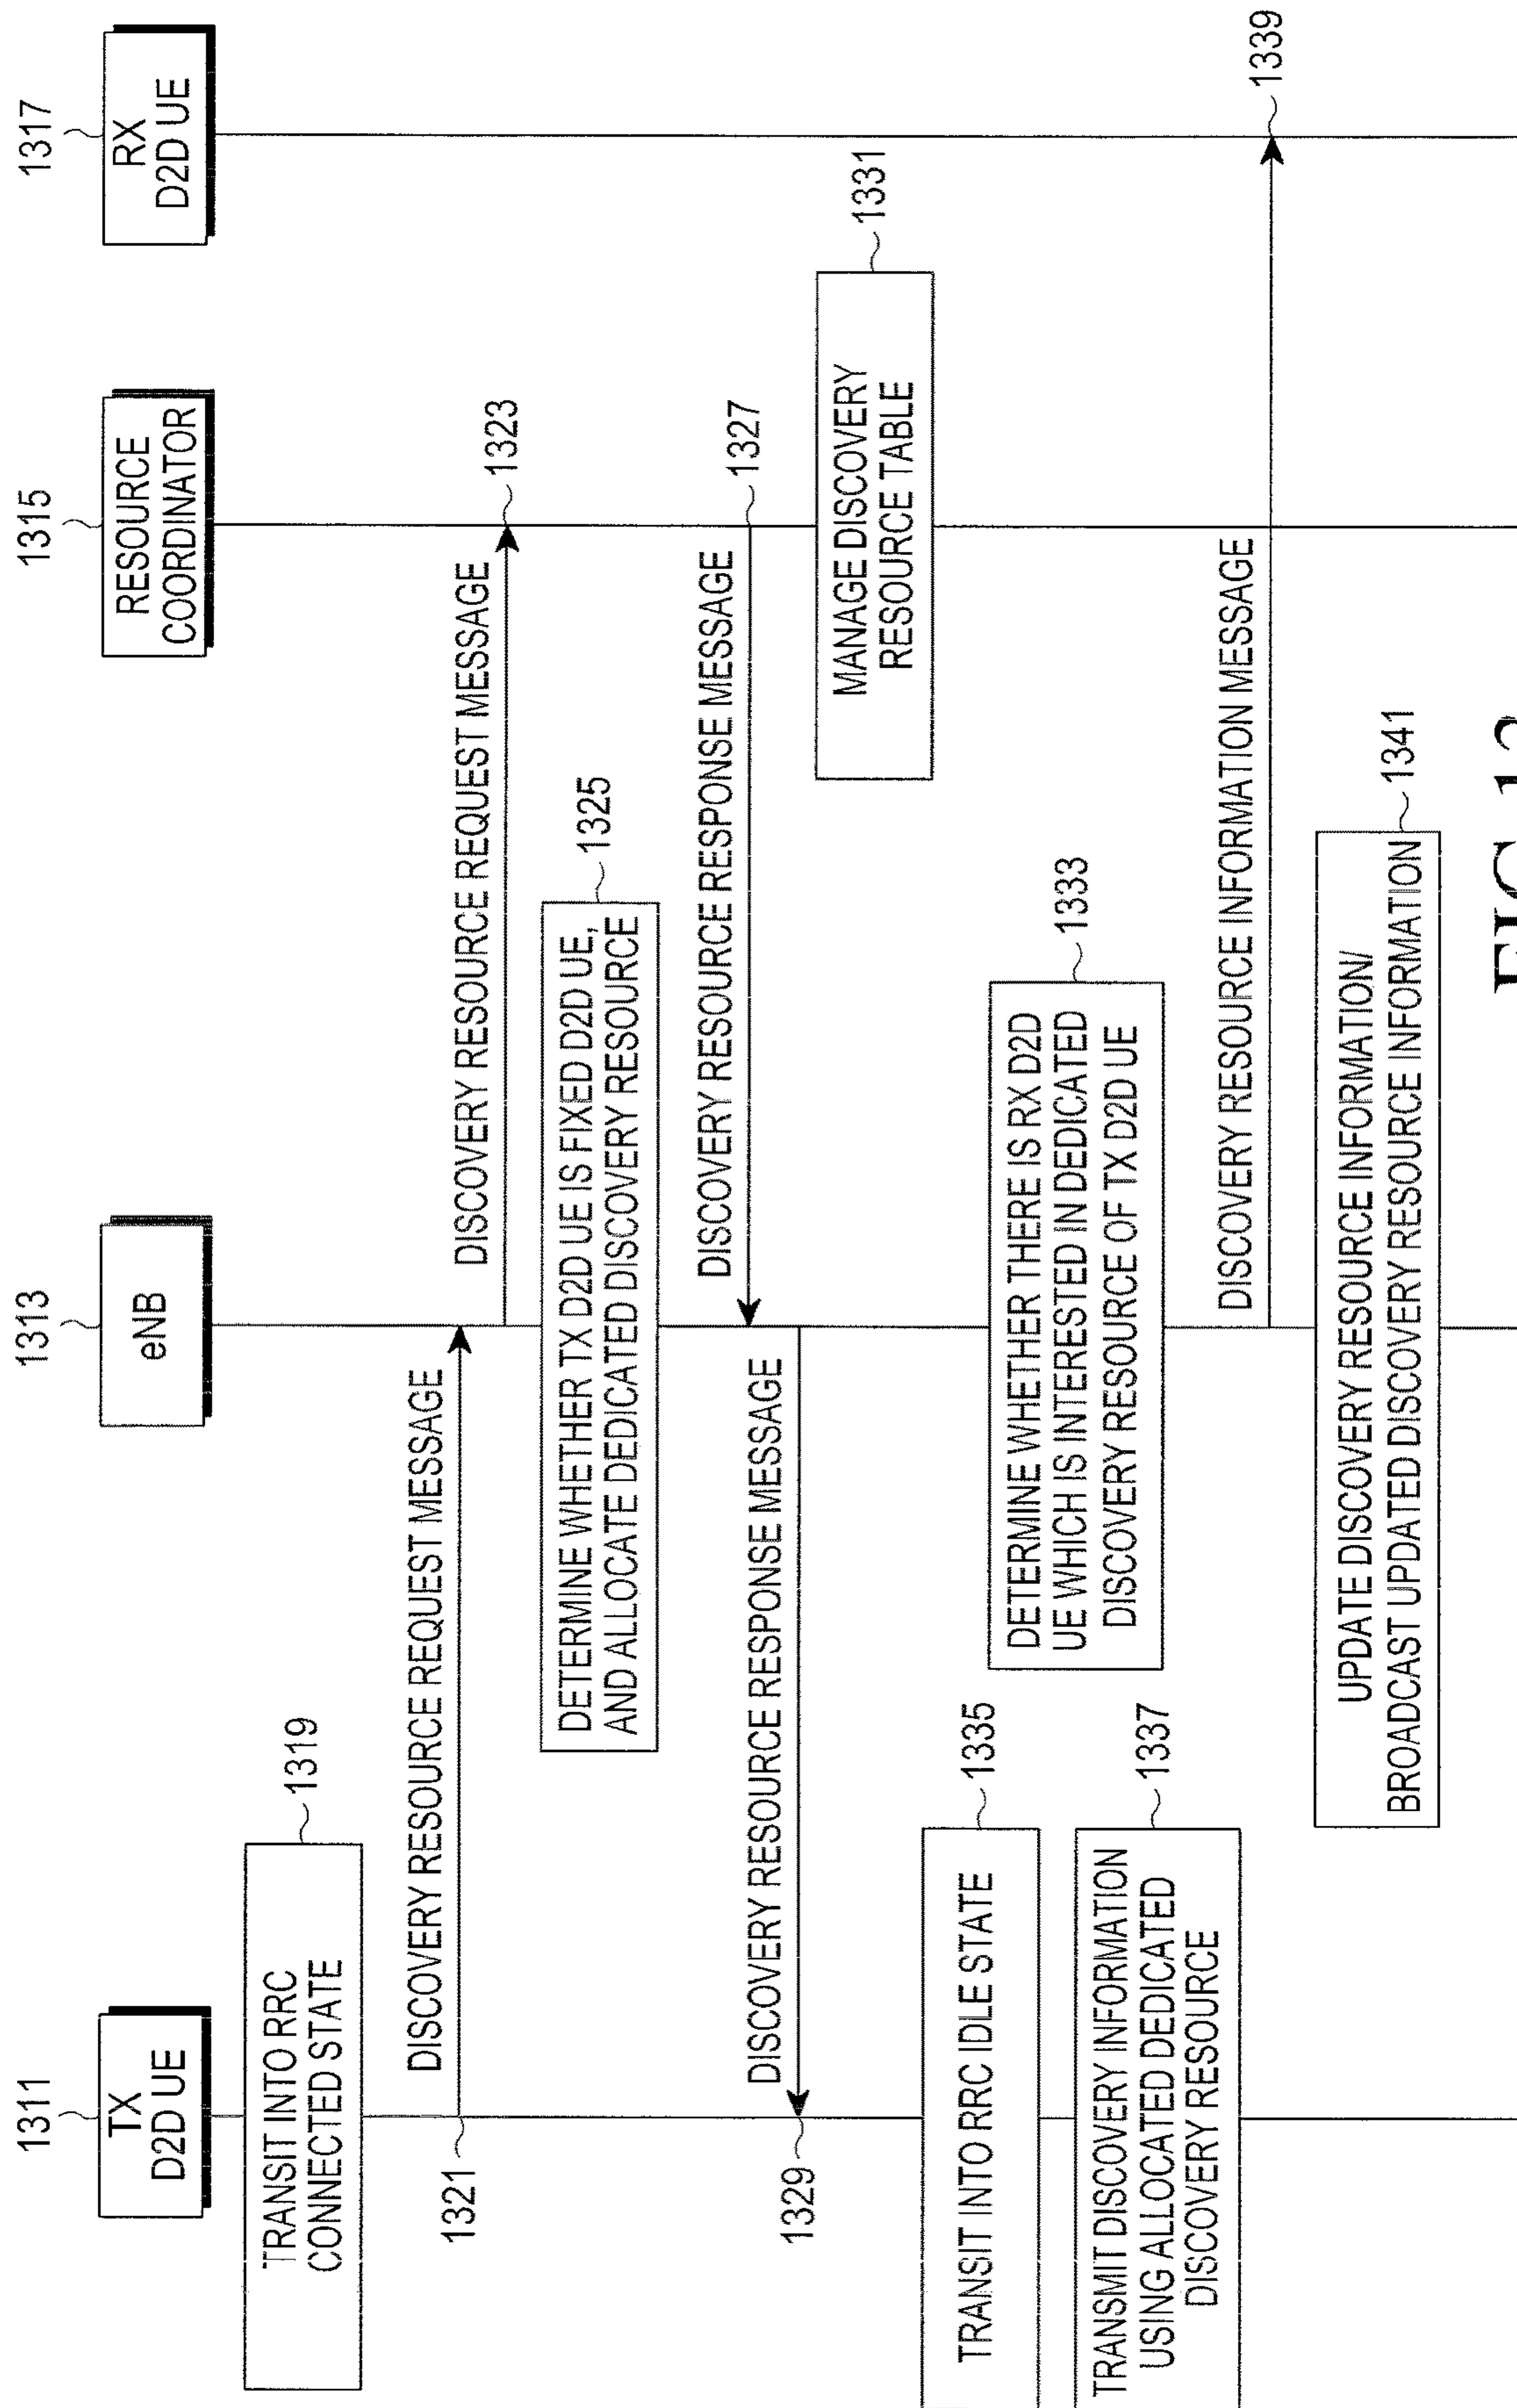 1311
TX
D2D UE
1313
eNB
1315
RESOURCE
COORDINATOR
1317
RX
D2D UE
TRANSIT INTO RRC
CONNECTED STATE
1319
DISCOVERY RESOURCE REQUEST MESSAGE
1321
DISCOVERY RESOURCE REQUEST MESSAGE
1323
DETERMINE WHETHER TX D2D UE IS FIXED D2D UE,
AND ALLOCATE DEDICATED DISCOVERY RESOURCE
1325
DISCOVERY RESOURCE RESPONSE MESSAGE
1327
DISCOVERY RESOURCE RESPONSE MESSAGE
1329
MANAGE DISCOVERY
RESOURCE TABLE
1331
DETERMINE WHETHER THERE IS RX D2D
UE WHICH IS INTERESTED IN DEDICATED
DISCOVERY RESOURCE OF TX D2D UE
1333
TRANSIT INTO RRC IDLE STATE
1335
TRANSMIT DISCOVERY INFORMATION
USING ALLOCATED DEDICATED
DISCOVERY RESOURCE
1337
DISCOVERY RESOURCE INFORMATION MESSAGE
1339
UPDATE DISCOVERY RESOURCE INFORMATION/
BROADCAST UPDATED DISCOVERY RESOURCE INFORMATION
1341